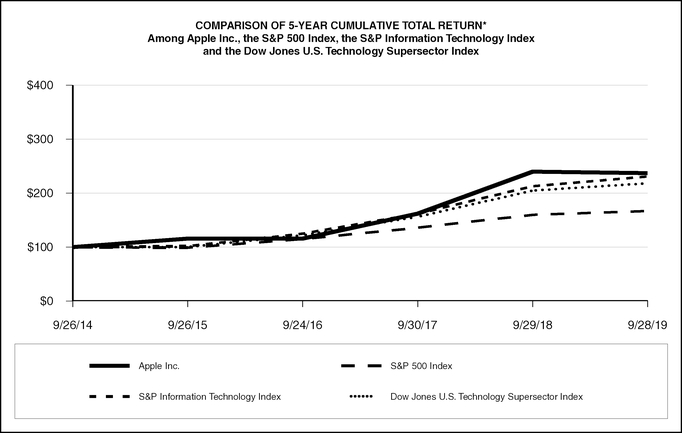 COMPARISON OF 5-YEAR CUMULATIVE TOTAL RETURN*
Among Apple Inc., the S&P 500 Index, the S&P Information Technology Index
and the Dow Jones U.S. Technology Supersector Index
$400
$300
$200
$100
$0
9/26/14 9/26/15 9/24/16 9/30/17 9/29/18 9/28/19
Apple Inc. S&P 500 Index
S&P Information Technology Index Dow Jones U.S. Technology Supersector Index